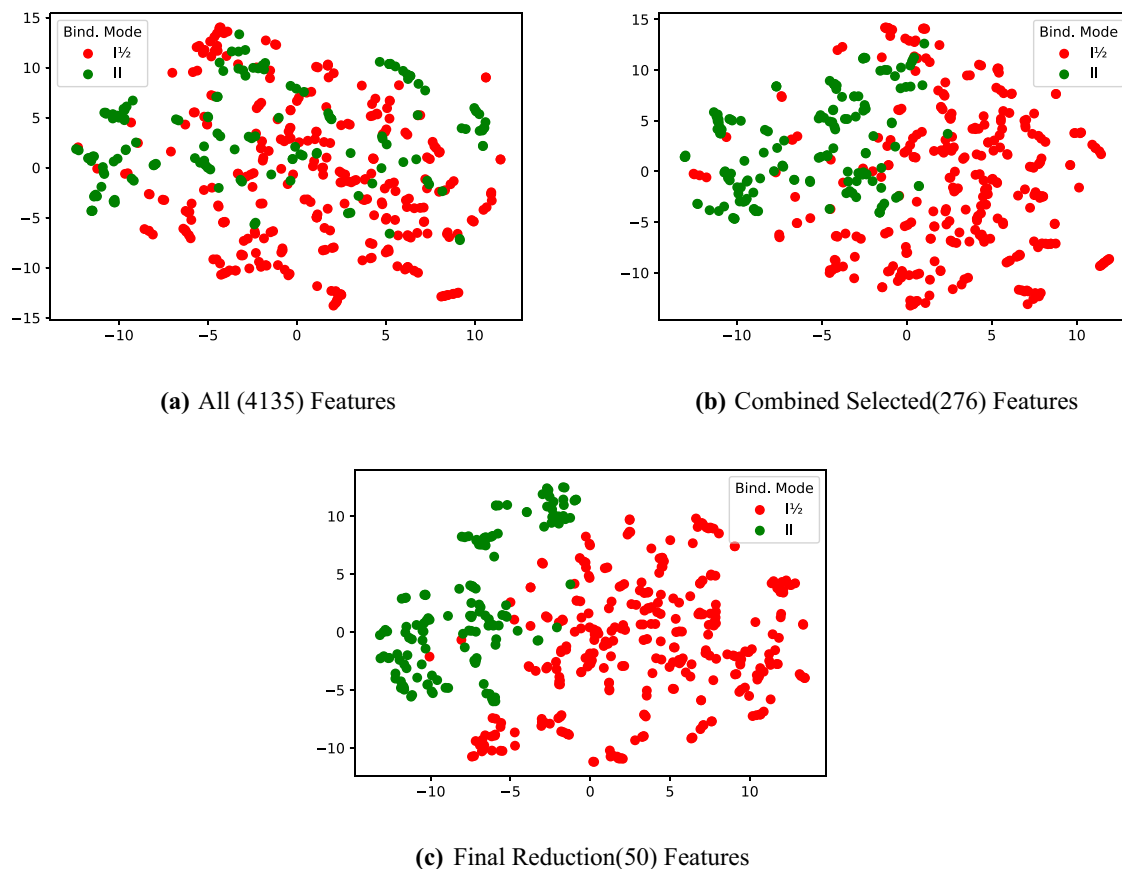 15
10
5
0
−5
−10
−15
−10
−5
0
5
10
Bind. Mode
I½
II
(a) All (4135) Features
15
10
5
0
−5
−10
−10
−5
0
5
10
Bind. Mode
I½
II
(b) Combined Selected(276) Features
10
5
0
−5
−10
−10
−5
0
5
10
Bind. Mode
I½
II
(c) Final Reduction(50) Features